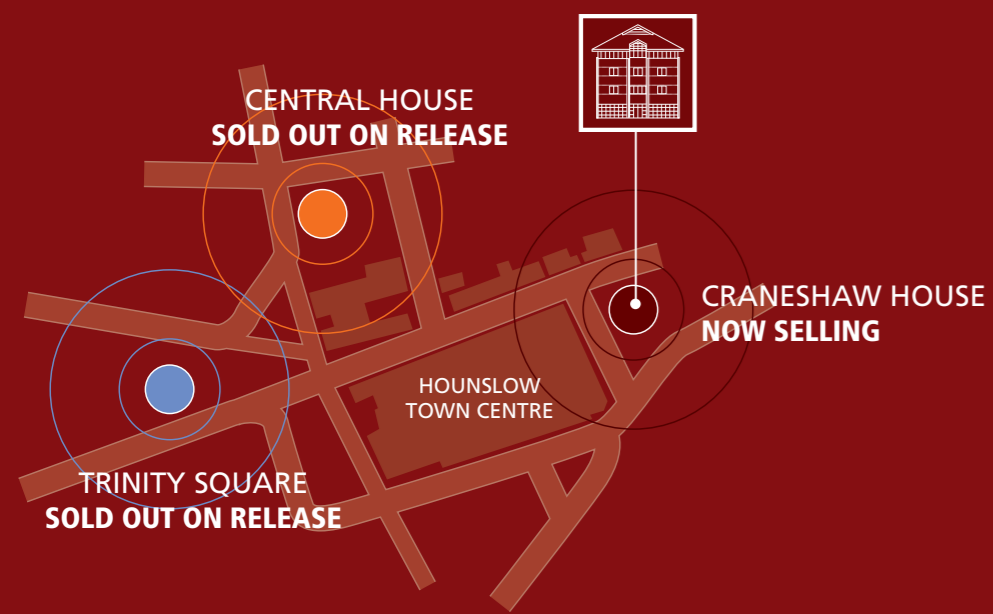 CENTRAL HOUSE
SOLD OUT ON RELEASE
CRANESHAW HOUSE
NOW SELLING
HOUNSLOW
TOWN CENTRE
TRINITY SQUARE
SOLD OUT ON RELEASE